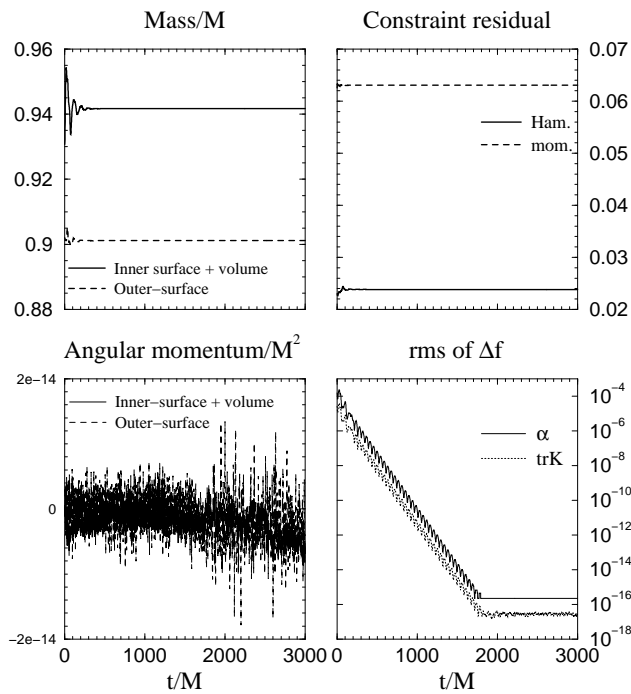 Mass/M
0.96
0.94
0.92
0.9
0.88
Inner surface + volume
Outer−surface
Constraint residual
0.07
0.06
0.05
0.04
0.03
0.02
Ham.
mom.
Angular momentum/M²
2e−14
0
−2e−14
Inner−surface + volume
Outer−surface
0 1000 2000 3000
t/M
rms of Δf
10⁻⁴
10⁻⁶
10⁻⁸
10⁻¹⁰
10⁻¹²
10⁻¹⁴
10⁻¹⁶
10⁻¹⁸
α
trK
0 1000 2000 3000
t/M